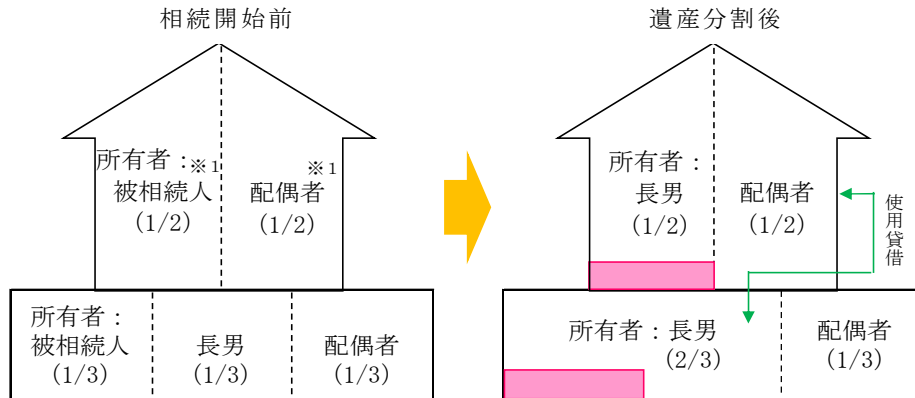 相続開始前
所有者：※1
被相続人
(1/2)
※1
配偶者
(1/2)
所有者：
被相続人
(1/3)
長男
(1/3)
配偶者
(1/3)
遺産分割後
所有者：
長男
(1/2)
配偶者
(1/2)
使用貸借
所有者：長男
(2/3)
配偶者
(1/3)